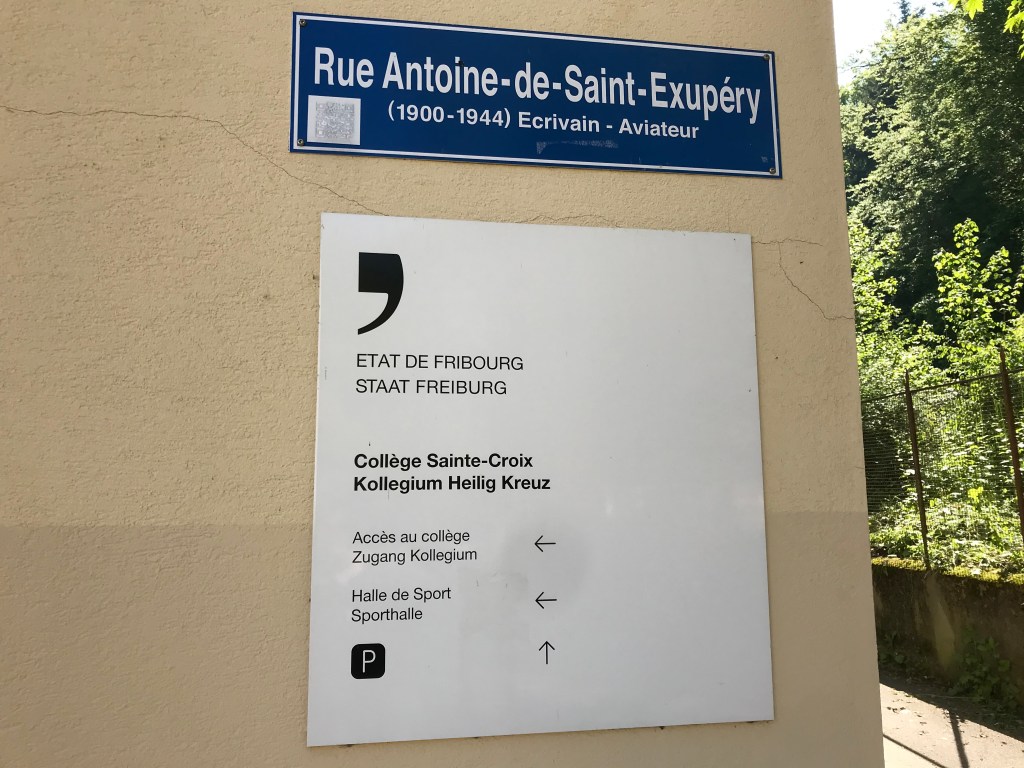 Rue Antoine-de-Saint-Exupéry
(1900-1944) Ecrivain - Aviateur
ETAT DE FRIBOURG
STAAT FREIBURG
Collège Sainte-Croix
Kollegium Heilig Kreuz
Accès au collège
Zugang Kollegium
←
Halle de Sport
Sporthalle
←
P ↑